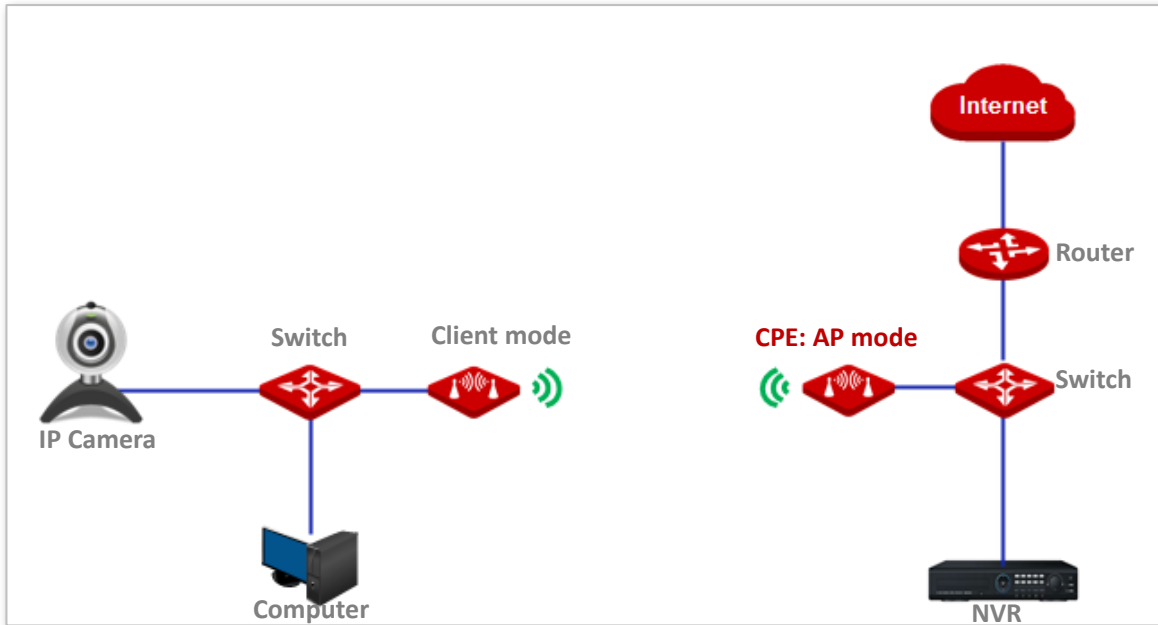 Internet
Router
Switch
Client mode
CPE: AP mode
Switch
IP Camera
Computer
NVR